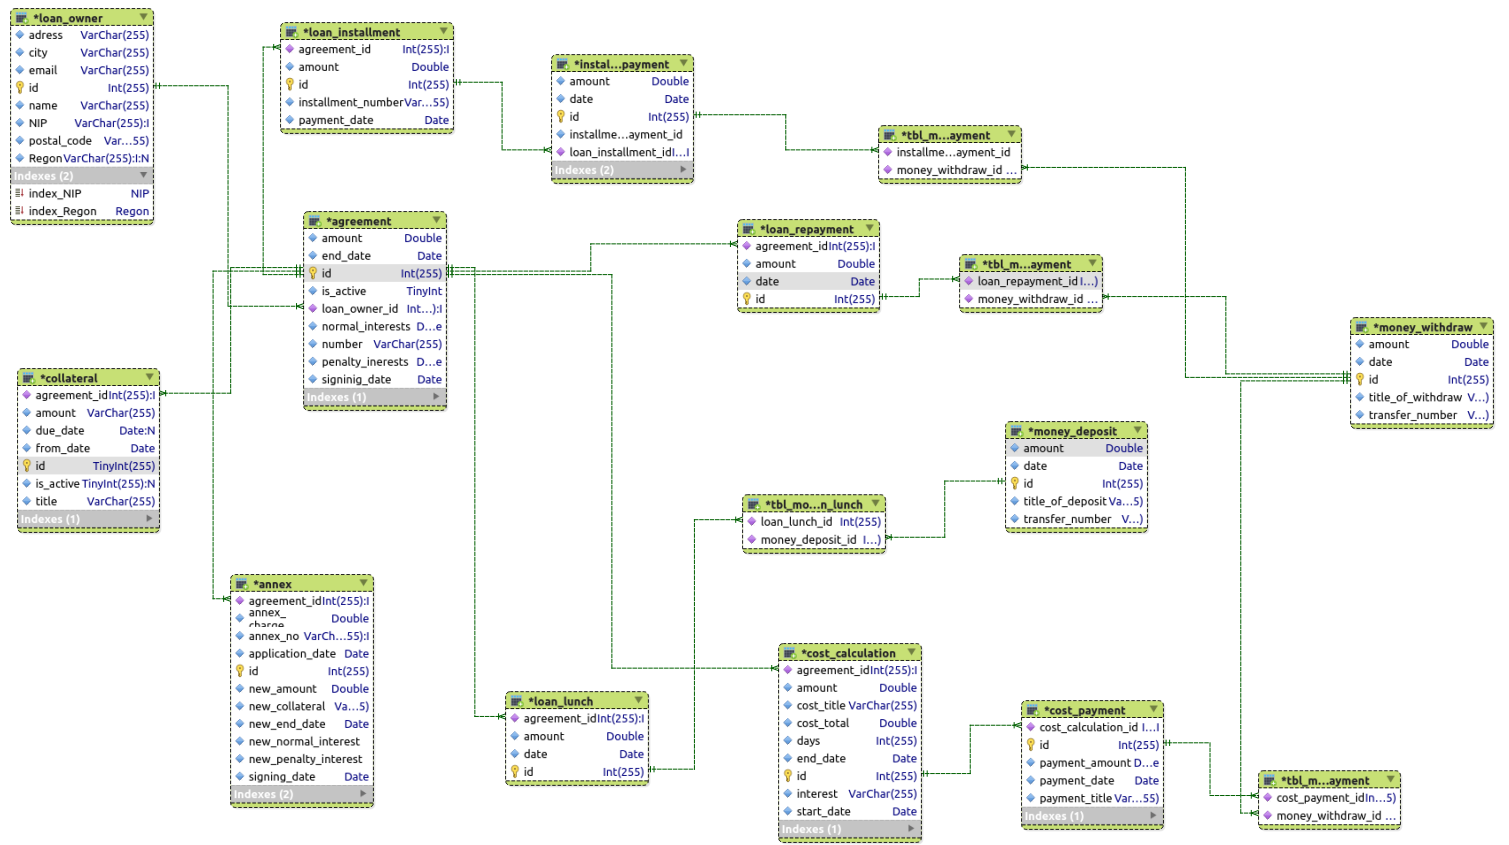 *loan_owner
adress VarChar(255)
city VarChar(255)
email VarChar(255)
id Int(255)
name VarChar(255)
NIP VarChar(255):I
postal_code Var...55)
Regon VarChar(255):I:N
Indexes (2)
index_NIP NIP
index_Regon Regon
*loan_installment
agreement_id Int(255):I
amount Double
id Int(255)
installment_number Var...55)
payment_date Date
*instal...payment
amount Double
date Date
id Int(255)
installme...ayment_id
loan_installment_id I...I
Indexes (2)
*tbl_m...ayment
installme...ayment_id
money_withdraw_id ...
*agreement
amount Double
end_date Date
id Int(255)
is_active TinyInt
loan_owner_id Int...):I
normal_interests D...e
number VarChar(255)
penalty_inerests D...e
signinig_date Date
Indexes (1)
*loan_repayment
agreement_id Int(255):I
amount Double
date Date
id Int(255)
*tbl_m...ayment
loan_repayment_id I...)
money_withdraw_id ...
*money_withdraw
amount Double
date Date
id Int(255)
title_of_withdraw V...)
transfer_number V...)
*collateral
agreement_id Int(255):I
amount VarChar(255)
due_date Date:N
from_date Date
id TinyInt(255)
is_active TinyInt(255):N
title VarChar(255)
Indexes (1)
*money_deposit
amount Double
date Date
id Int(255)
title_of_deposit Va...5)
transfer_number V...)
*tbl_mo...n_lunch
loan_lunch_id Int(255)
money_deposit_id I...)
*annex
agreement_id Int(255):I
annex_
charge Double
annex_no VarCh...55):I
application_date Date
id Int(255)
new_amount Double
new_collateral Va...5)
new_end_date Date
new_normal_interest
new_penalty_interest
signing_date Date
Indexes (2)
*loan_lunch
agreement_id Int(255):I
amount Double
date Date
id Int(255)
*cost_calculation
agreement_id Int(255):I
amount Double
cost_title VarChar(255)
cost_total Double
days Int(255)
end_date Date
id Int(255)
interest VarChar(255)
start_date Date
Indexes (1)
*cost_payment
cost_calculation_id I...I
id Int(255)
payment_amount D...e
payment_date Date
payment_title Var...55)
Indexes (1)
*tbl_m...ayment
cost_payment_id In...5)
money_withdraw_id ...